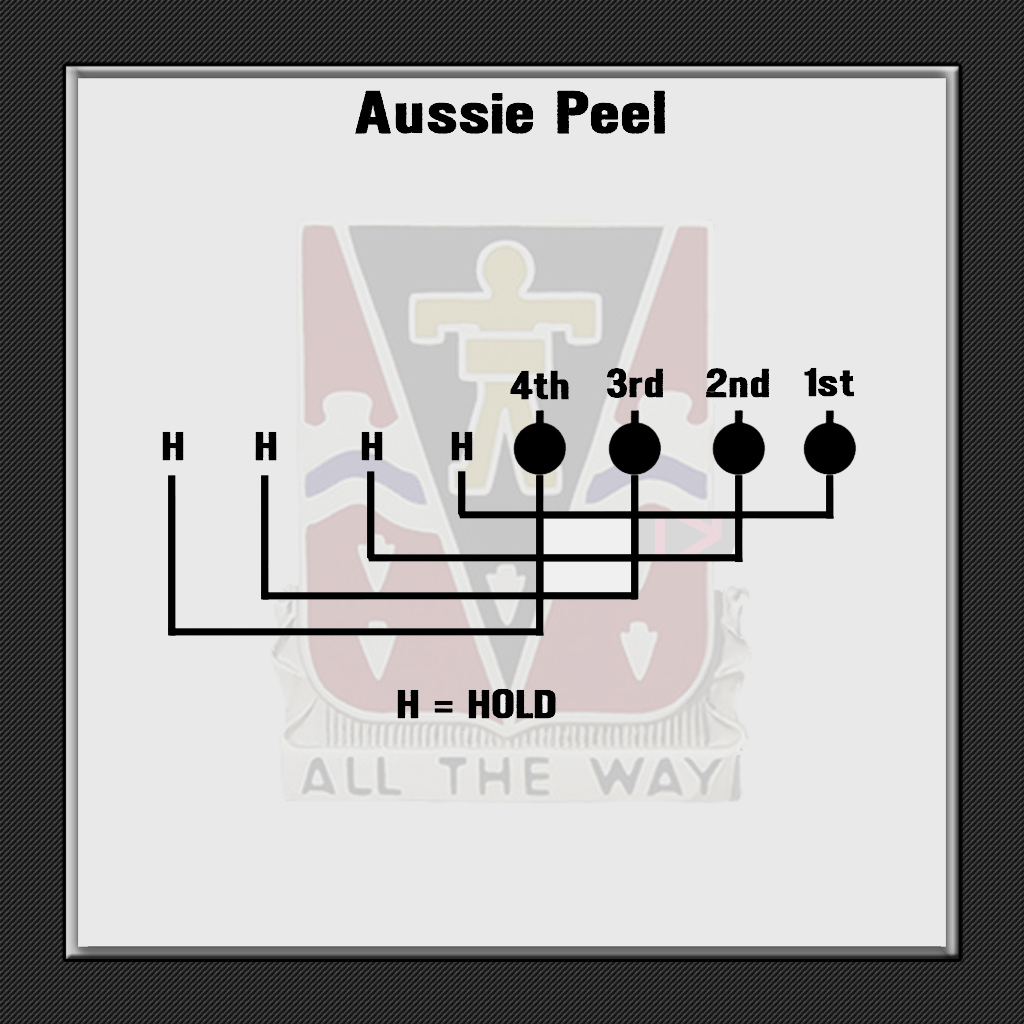 Aussie Peel
4th 3rd 2nd 1st
H H H H
H = HOLD
ALL THE WAY